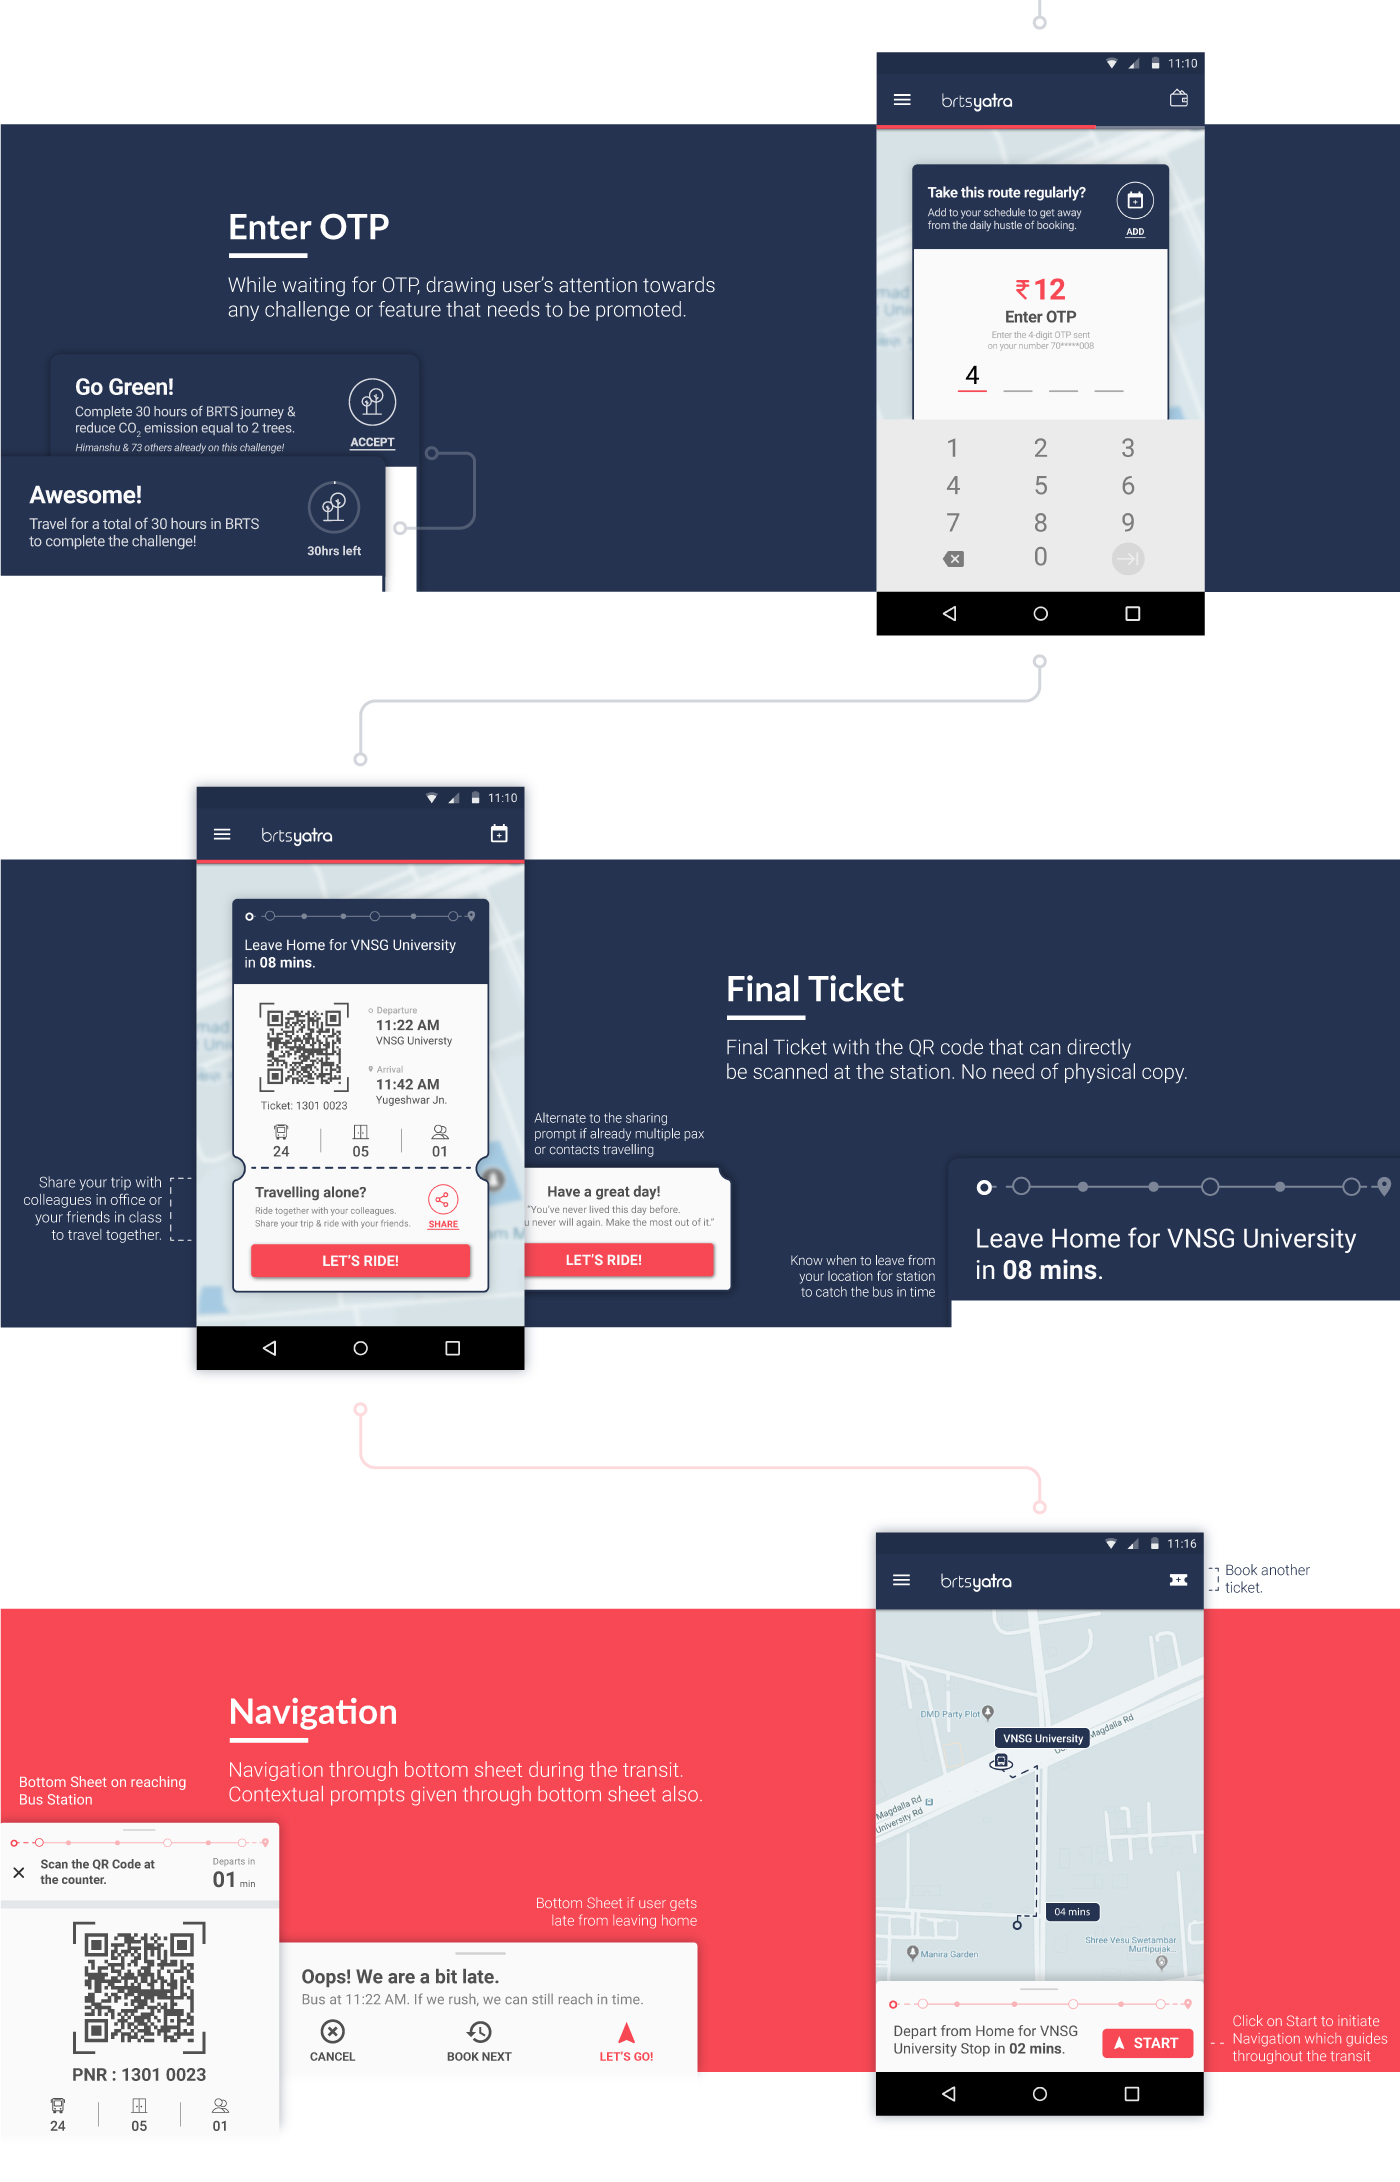 11:10
brtsyatra
Take this route regularly?
Add to your schedule to get away
from the daily hustle of booking.
ADD
₹12
Enter OTP
Enter the 4-digit OTP sent
on your number 70*****008
4
1 2 3
4 5 6
7 8 9
0
Enter OTP
While waiting for OTP, drawing user's attention towards
any challenge or feature that needs to be promoted.
Go Green!
Complete 30 hours of BRTS journey &
reduce CO2 emission equal to 2 trees.
Himanshu & 73 others already on this challenge!
ACCEPT
Awesome!
Travel for a total of 30 hours in BRTS
to complete the challenge!
30hrs left
11:10
brtsyatra
Leave Home for VNSG University
in 08 mins.
Departure
11:22 AM
VNSG Universty
Arrival
11:42 AM
Yugeshwar Jn.
Ticket: 1301 0023
24 05 01
Travelling alone?
Ride together with your colleagues.
Share your trip & ride with your friends.
SHARE
LET'S RIDE!
Share your trip with
colleagues in office or
your friends in class
to travel together.
Final Ticket
Final Ticket with the QR code that can directly
be scanned at the station. No need of physical copy.
Alternate to the sharing
prompt if already multiple pax
or contacts travelling
Have a great day!
"You've never lived this day before.
u never will again. Make the most out of it."
LET'S RIDE!
Know when to leave from
your location for station
to catch the bus in time
Leave Home for VNSG University
in 08 mins.
11:16
brtsyatra
Book another
ticket.
DMD Party Plot
VNSG University
Magdalla Rd
Magdalla Rd
University Rd
04 mins
Shree Vesu Swetambar
Murtipujak...
Manira Garden
Depart from Home for VNSG
University Stop in 02 mins.
START
Click on Start to initiate
Navigation which guides
throughout the transit
Navigation
Navigation through bottom sheet during the transit.
Contextual prompts given through bottom sheet also.
Bottom Sheet on reaching
Bus Station
Scan the QR Code at
the counter.
Departs in
01 min
PNR : 1301 0023
24 05 01
Bottom Sheet if user gets
late from leaving home
Oops! We are a bit late.
Bus at 11:22 AM. If we rush, we can still reach in time.
CANCEL
BOOK NEXT
LET'S GO!